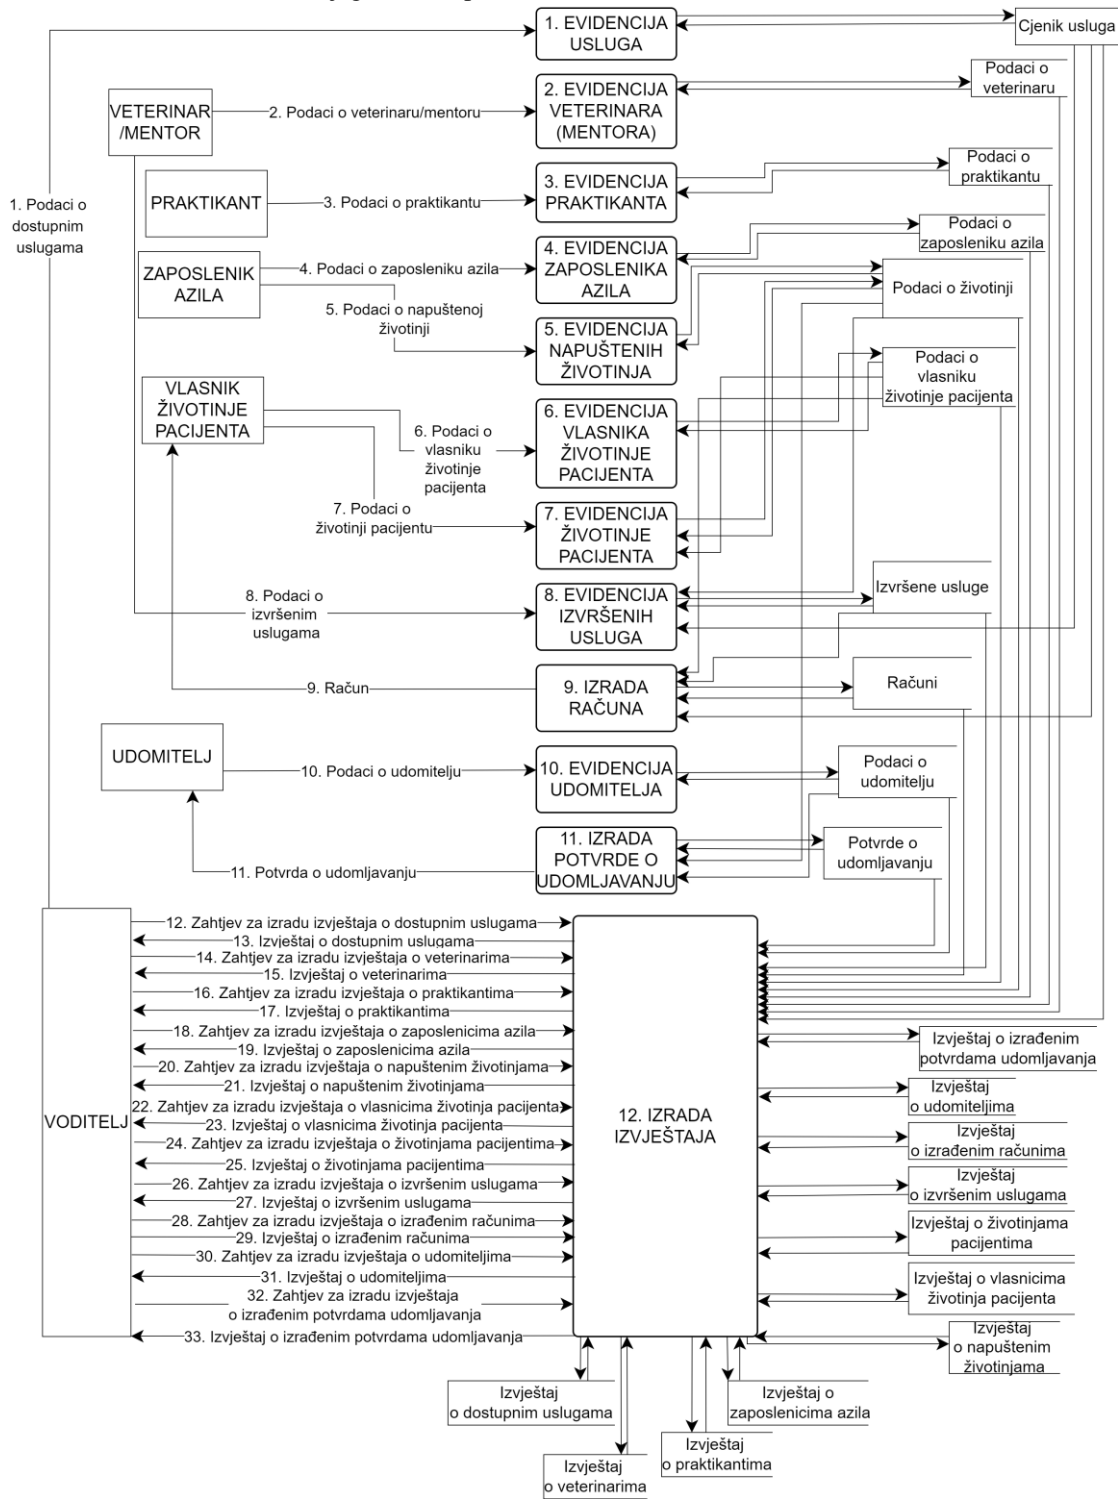 1. EVIDENCIJA
USLUGA
Cjenik usluga
VETERINAR
/MENTOR
2. Podaci o veterinaru/mentoru
2. EVIDENCIJA
VETERINARA
(MENTORA)
Podaci o
veterinaru
1. Podaci o
dostupnim
uslugama
PRAKTIKANT
3. Podaci o praktikantu
3. EVIDENCIJA
PRAKTIKANTA
Podaci o
praktikantu
ZAPOSLENIK
AZILA
4. Podaci o zaposleniku azila
4. EVIDENCIJA
ZAPOSLENIKA
AZILA
Podaci o
zaposleniku azila
5. Podaci o napuštenoj
životinji
5. EVIDENCIJA
NAPUŠTENIH
ŽIVOTINJA
Podaci o životinji
VLASNIK
ŽIVOTINJE
PACIJENTA
6. Podaci o
vlasniku
životinje
pacijenta
6. EVIDENCIJA
VLASNIKA
ŽIVOTINJE
PACIJENTA
Podaci o
vlasniku
životinje pacijenta
7. Podaci o
životinji pacijentu
7. EVIDENCIJA
ŽIVOTINJE
PACIJENTA
8. Podaci o
izvršenim
uslugama
8. EVIDENCIJA
IZVRŠENIH
USLUGA
Izvršene usluge
9. Račun
9. IZRADA
RAČUNA
Računi
UDOMITELJ
10. Podaci o udomitelju
10. EVIDENCIJA
UDOMITELJA
Podaci o
udomitelju
11. Potvrda o udomljavanju
11. IZRADA
POTVRDE O
UDOMLJAVANJU
Potvrde o
udomljavanju
VODITELJ
12. Zahtjev za izradu izvještaja o dostupnim uslugama
13. Izvještaj o dostupnim uslugama
14. Zahtjev za izradu izvještaja o veterinarima
15. Izvještaj o veterinarima
16. Zahtjev za izradu izvještaja o praktikantima
17. Izvještaj o praktikantima
18. Zahtjev za izradu izvještaja o zaposlenicima azila
19. Izvještaj o zaposlenicima azila
20. Zahtjev za izradu izvještaja o napuštenim životinjama
21. Izvještaj o napuštenim životinjama
22. Zahtjev za izradu izvještaja o vlasnicima životinja pacijenta
23. Izvještaj o vlasnicima životinja pacijenta
24. Zahtjev za izradu izvještaja o životinjama pacijentima
25. Izvještaj o životinjama pacijentima
26. Zahtjev za izradu izvještaja o izvršenim uslugama
27. Izvještaj o izvršenim uslugama
28. Zahtjev za izradu izvještaja o izrađenim računima
29. Izvještaj o izrađenim računima
30. Zahtjev za izradu izvještaja o udomiteljima
31. Izvještaj o udomiteljima
32. Zahtjev za izradu izvještaja
o izrađenim potvrdama udomljavanja
33. Izvještaj o izrađenim potvrdama udomljavanja
12. IZRADA
IZVJEŠTAJA
Izvještaj o izrađenim
potvrdama udomljavanja
Izvještaj
o udomiteljima
Izvještaj
o izrađenim računima
Izvještaj
o izvršenim uslugama
Izvještaj o životinjama
pacijentima
Izvještaj o vlasnicima
životinja pacijenta
Izvještaj
o napuštenim
životinjama
Izvještaj
o dostupnim uslugama
Izvještaj o
zaposlenicima azila
Izvještaj
o praktikantima
Izvještaj
o veterinarima